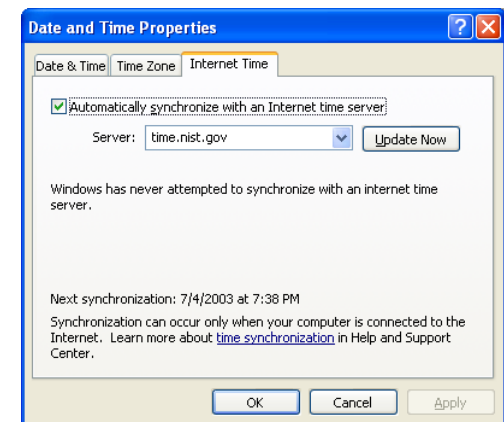 Date and Time Properties
Date & Time Time Zone Internet Time
Automatically synchronize with an Internet time server
Server: time.nist.gov Update Now
Windows has never attempted to synchronize with an internet time
server.
Next synchronization: 7/4/2003 at 7:38 PM
Synchronization can occur only when your computer is connected to the
Internet. Learn more about time synchronization in Help and Support
Center.
OK Cancel Apply